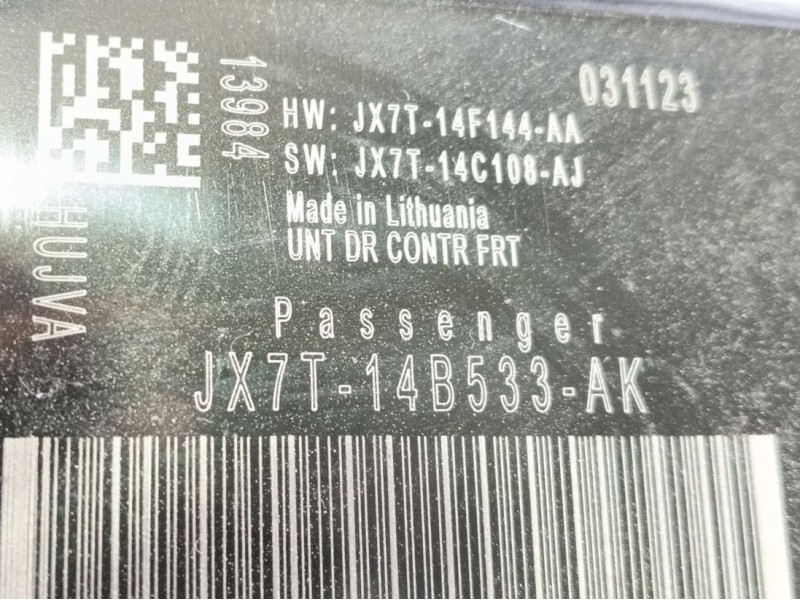 031123
13984
HW: JX7T-14F144-AA
SW: JX7T-14C108-AJ
Made in Lithuania
UNT DR CONTR FRT
HUJVA
Passenger
JX7T-14B533-AK